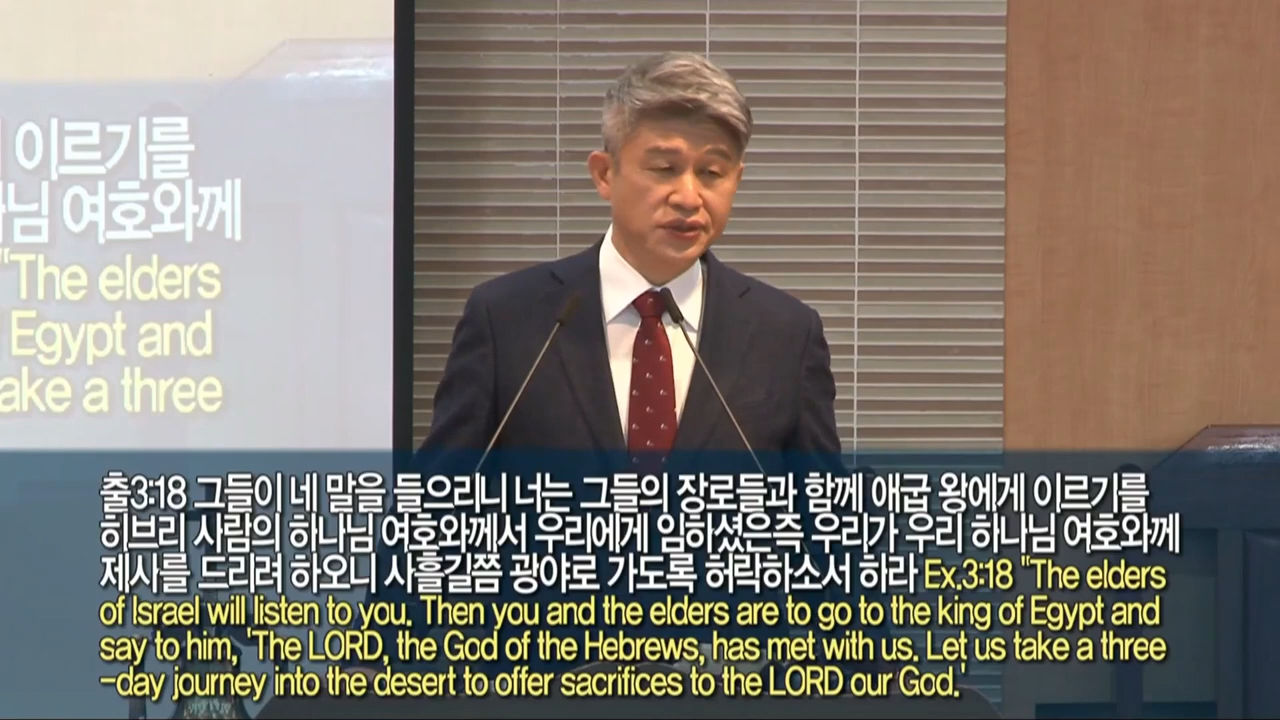 이르기를
하나님 여호와께
"The elders
Egypt and
take a three
출3:18 그들이 네 말을 들으리니 너는 그들의 장로들과 함께 애굽 왕에게 이르기를
히브리 사람의 하나님 여호와께서 우리에게 임하셨은즉 우리가 우리 하나님 여호와께
제사를 드리려 하오니 사흘길쯤 광야로 가도록 허락하소서 하라 Ex.3:18 "The elders
of Israel will listen to you. Then you and the elders are to go to the king of Egypt and
say to him, 'The LORD, the God of the Hebrews, has met with us. Let us take a three
-day journey into the desert to offer sacrifices to the LORD our God.'